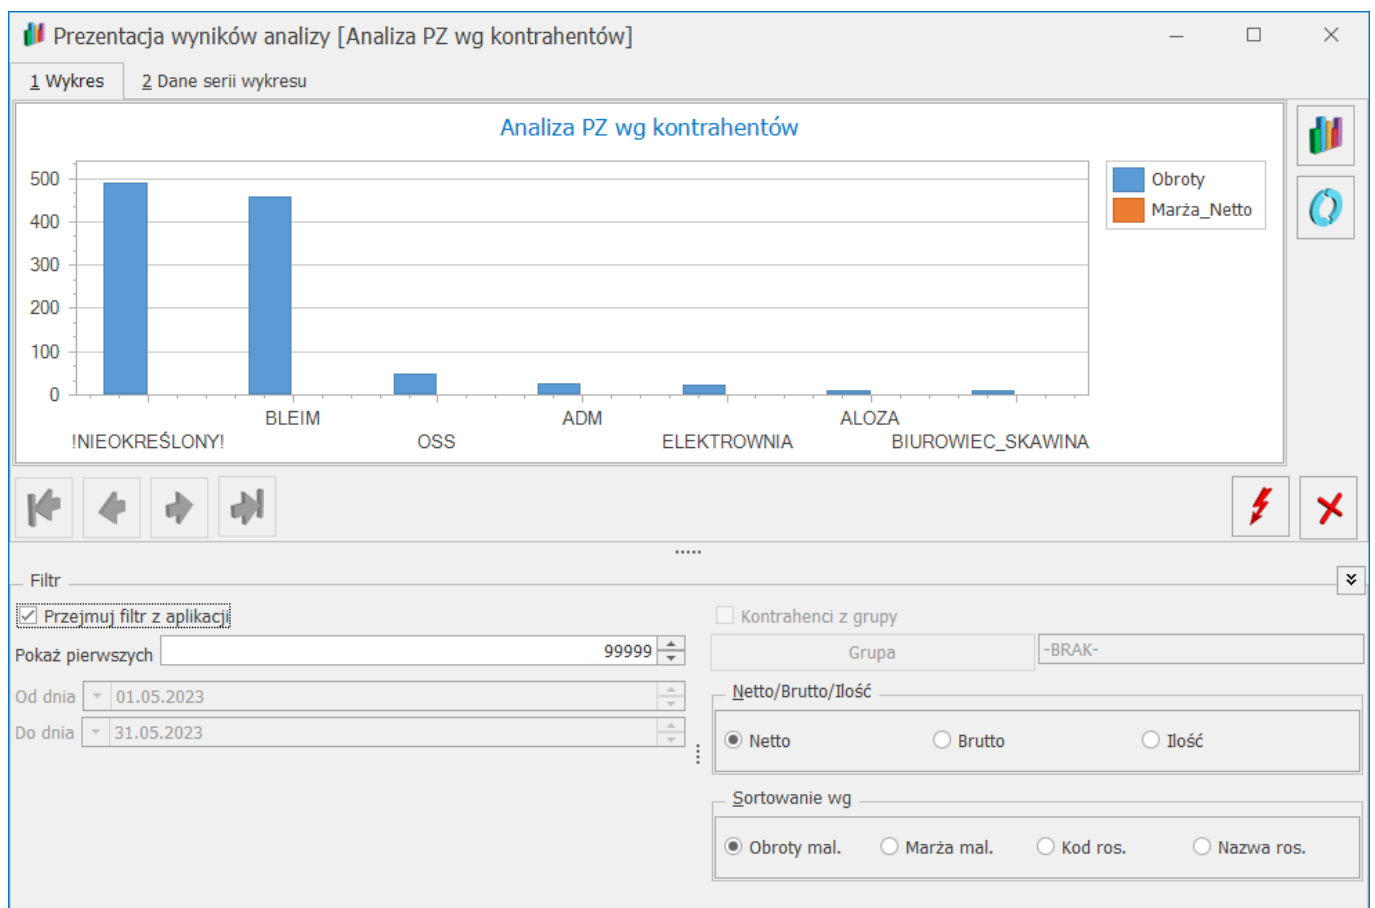 Prezentacja wyników analizy [Analiza PZ wg kontrahentów]
1 Wykres 2 Dane serii wykresu
Analiza PZ wg kontrahentów
500
400
300
200
100
0
Obroty
Marża_Netto
BLEIM ADM ALOZA
!NIEOKREŚLONY! OSS ELEKTROWNIA BIUROWIEC_SKAWINA
Filtr
Przejmuj filtr z aplikacji
Pokaż pierwszych 99999
Od dnia 01.05.2023
Do dnia 31.05.2023
Kontrahenci z grupy
Grupa -BRAK-
Netto/Brutto/Ilość
Netto Brutto Ilość
Sortowanie wg
Obroty mal. Marża mal. Kod ros. Nazwa ros.